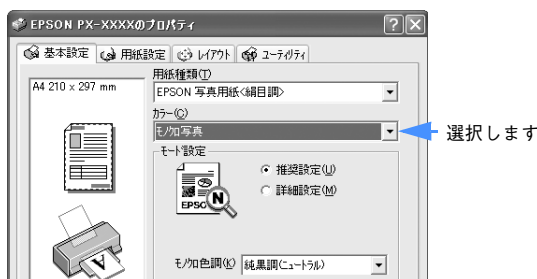 EPSON PX-XXXXのプロパティ
基本設定 用紙設定 レイアウト ユーティリティ
A4 210 x 297 mm
用紙種類(T)
EPSON 写真用紙<絹目調>
カラー(C)
モノクロ写真
選択します
モード設定
推奨設定(U)
詳細設定(M)
EPSO
N
モノクロ色調(K) 純黒調(ニュートラル)